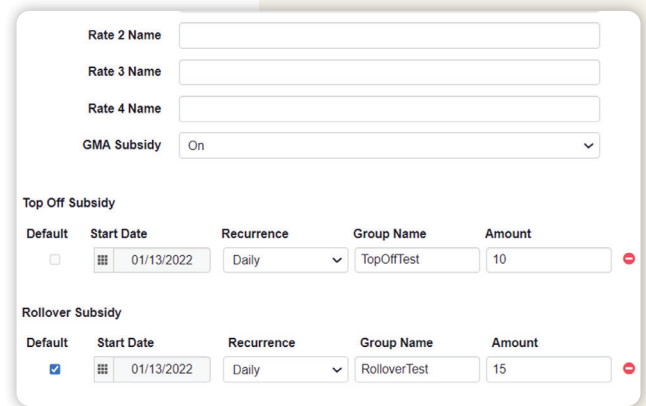 Rate 2 Name
Rate 3 Name
Rate 4 Name
GMA Subsidy On
Top Off Subsidy
Default Start Date Recurrence Group Name Amount
01/13/2022 Daily TopOffTest 10
Rollover Subsidy
Default Start Date Recurrence Group Name Amount
01/13/2022 Daily RolloverTest 15